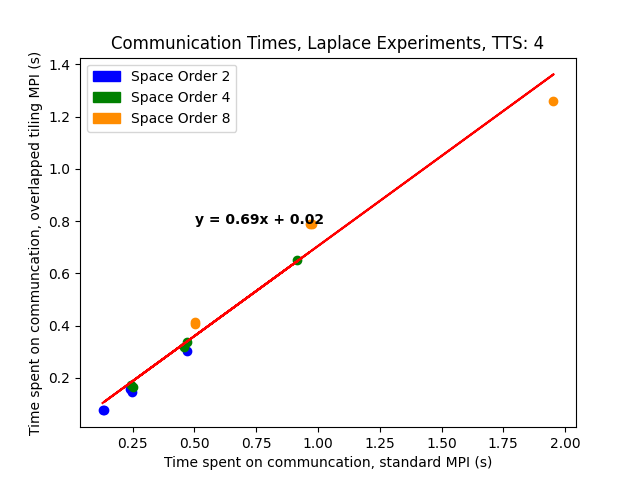 Communication Times, Laplace Experiments, TTS: 4
Time spent on communcation, overlapped tiling MPI (s)
1.4
1.2
1.0
0.8
0.6
0.4
0.2
Space Order 2
Space Order 4
Space Order 8
y = 0.69x + 0.02
0.25 0.50 0.75 1.00 1.25 1.50 1.75 2.00
Time spent on communcation, standard MPI (s)